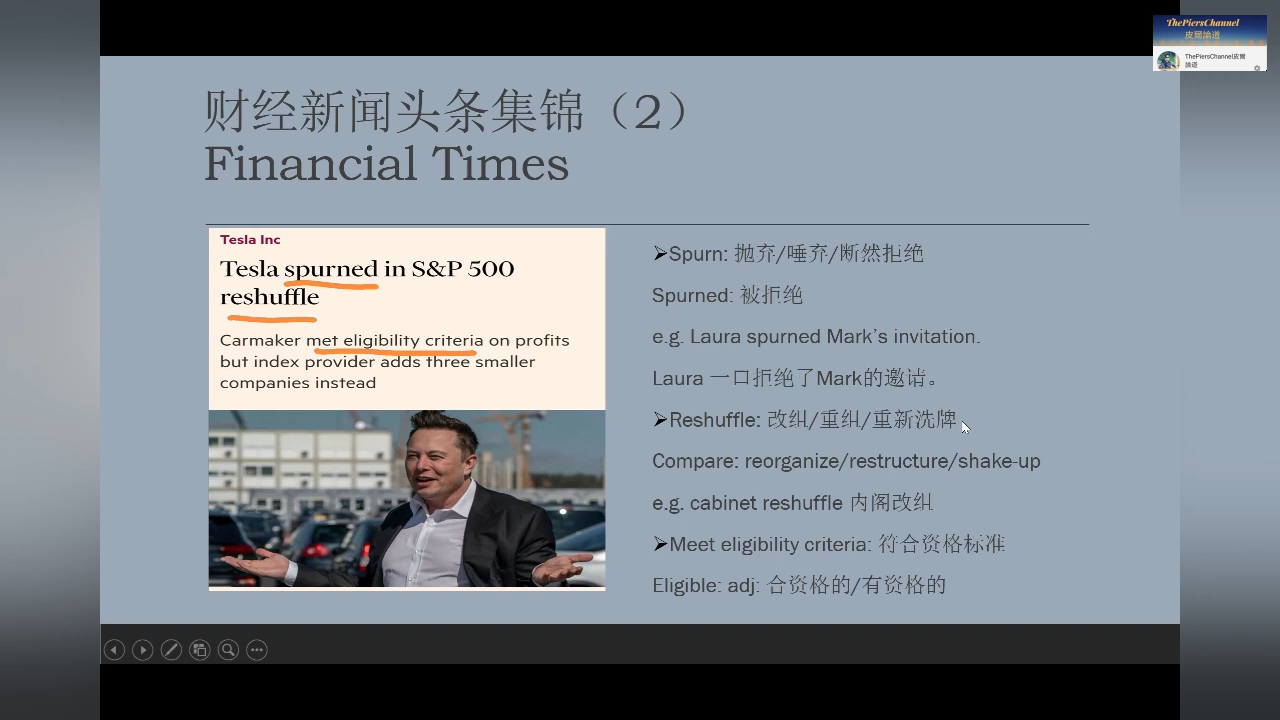 ThePiersChannel
皮爾論道
ThePiersChannel皮爾
論道
财经新闻头条集锦（2）
Financial Times
Tesla Inc
Tesla spurned in S&P 500
reshuffle
Carmaker met eligibility criteria on profits
but index provider adds three smaller
companies instead
➢Spurn: 抛弃/唾弃/断然拒绝
Spurned: 被拒绝
e.g. Laura spurned Mark’s invitation.
Laura 一口拒绝了Mark的邀请。
➢Reshuffle: 改组/重组/重新洗牌
Compare: reorganize/restructure/shake-up
e.g. cabinet reshuffle 内阁改组
➢Meet eligibility criteria: 符合资格标准
Eligible: adj: 合资格的/有资格的